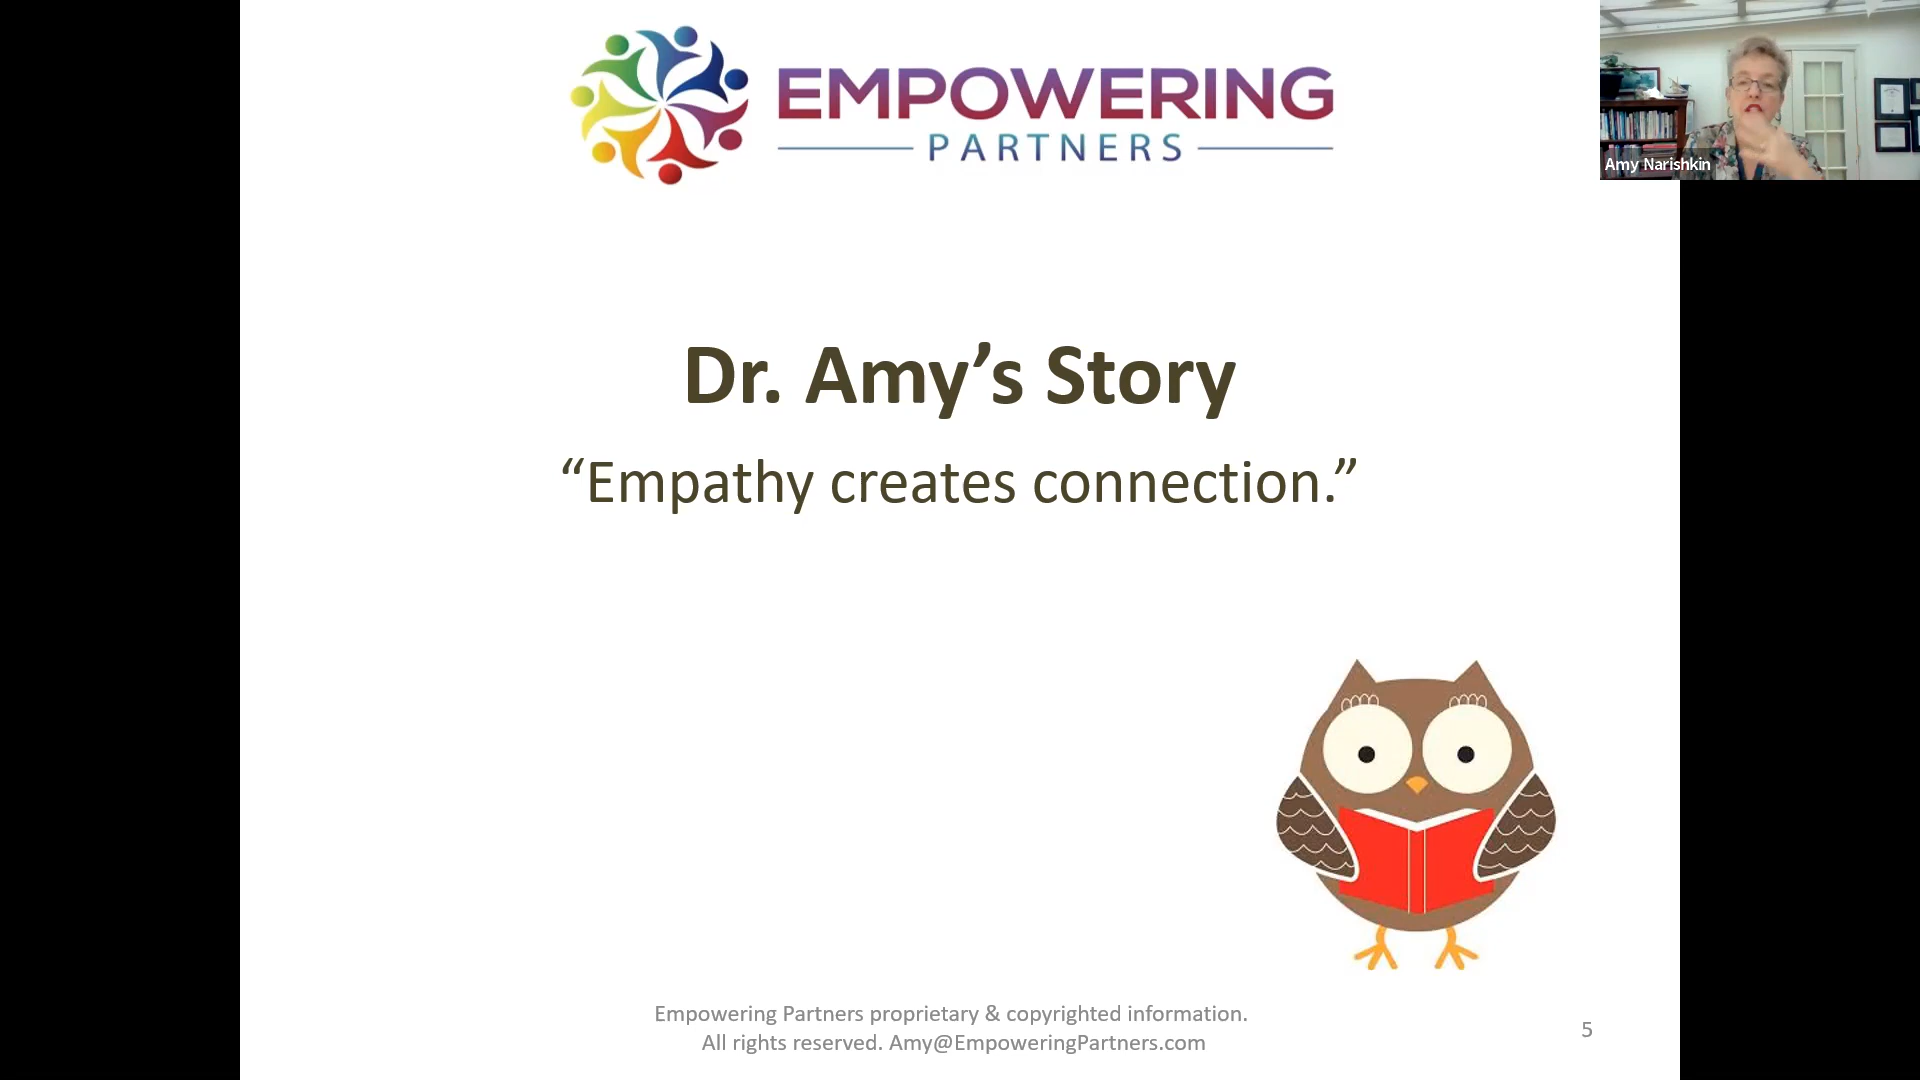 EMPOWERING
PARTNERS
Amy Narishkin
Dr. Amy’s Story
“Empathy creates connection.”
Empowering Partners proprietary & copyrighted information.
All rights reserved. Amy@EmpoweringPartners.com
5